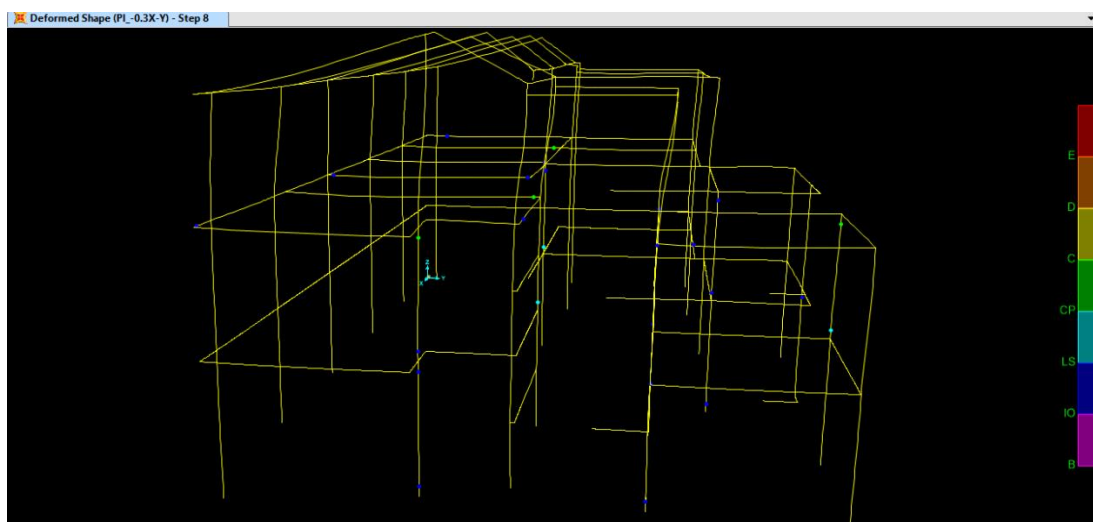 Deformed Shape (PI_-0.3X-Y) - Step 8
E
D
C
CP
LS
IO
B
Z
X
Y